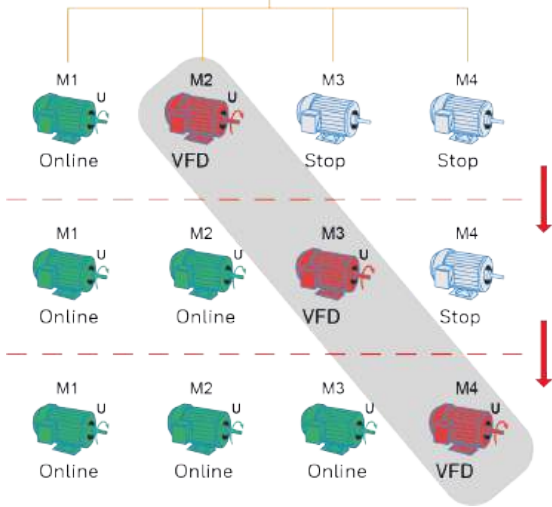 M1 M2 M3 M4
U U
Online VFD Stop Stop
M1 M2 M3 M4
U U U
Online Online VFD Stop
M1 M2 M3 M4
U U U U
Online Online Online VFD